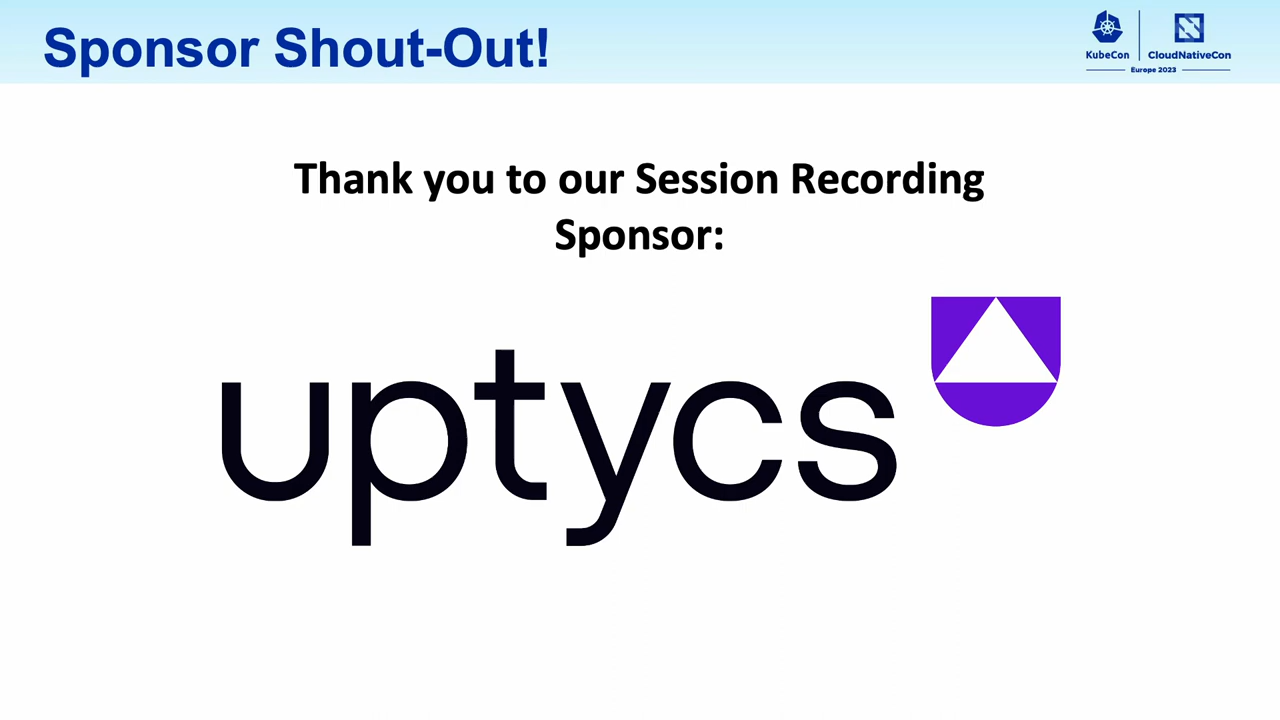 Sponsor Shout-Out!
KubeCon
CloudNativeCon
Europe 2023
Thank you to our Session Recording
Sponsor:
uptycs